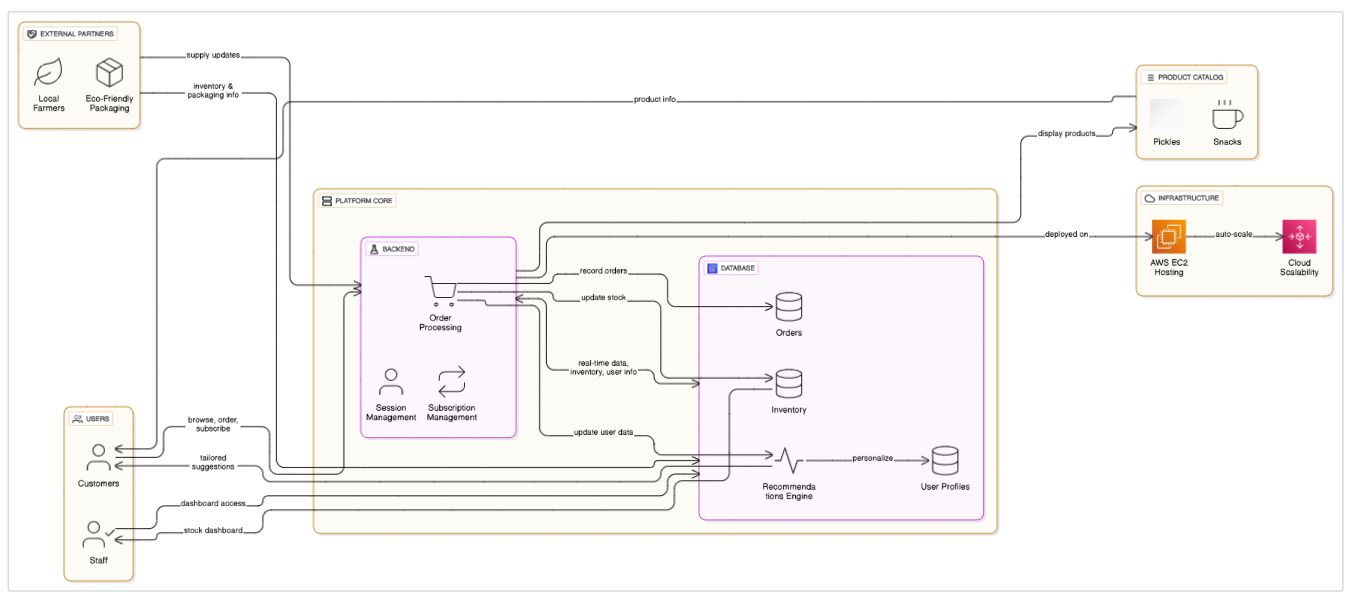 EXTERNAL PARTNERS
Local
Farmers
Eco-Friendly
Packaging
supply updates
inventory &
packaging info
product info
PRODUCT CATALOG
Pickles
Snacks
display products
PLATFORM CORE
INFRASTRUCTURE
AWS EC2
Hosting
auto-scale
Cloud
Scalability
deployed on
BACKEND
Order
Processing
Session
Management
Subscription
Management
record orders
update stock
real-time data,
inventory, user info
update user data
DATABASE
Orders
Inventory
Recommenda
tions Engine
personalize
User Profiles
USERS
Customers
Staff
browse, order,
subscribe
tailored
suggestions
dashboard access
stock dashboard